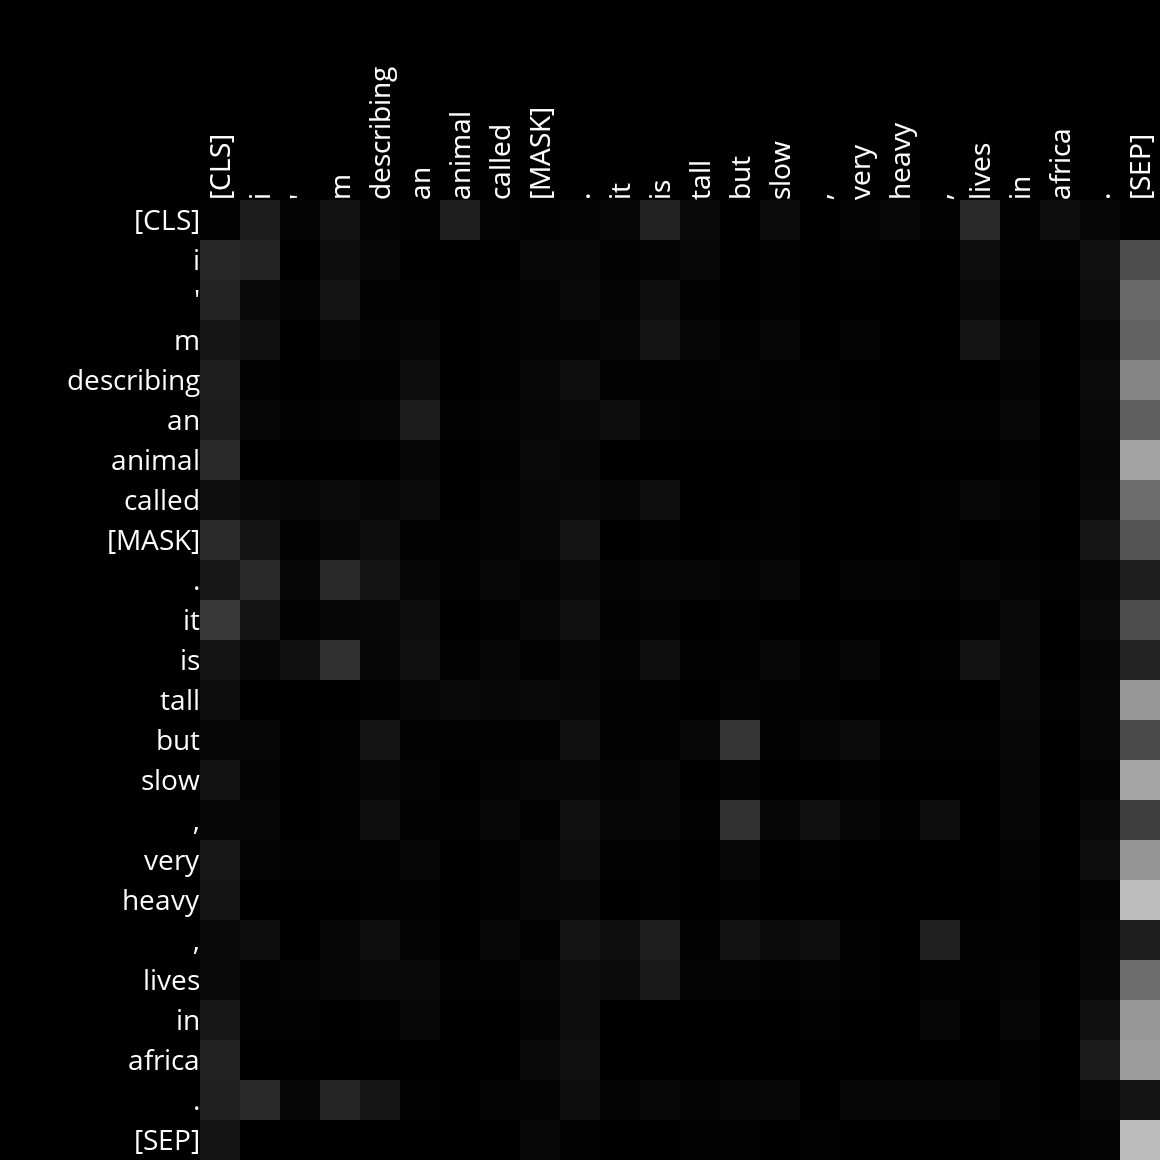 [CLS] i ' m describing an animal called [MASK] . it is tall but slow , very heavy , lives in africa . [SEP]
[CLS]
i
'
m
describing
an
animal
called
[MASK]
.
it
is
tall
but
slow
,
very
heavy
,
lives
in
africa
.
[SEP]